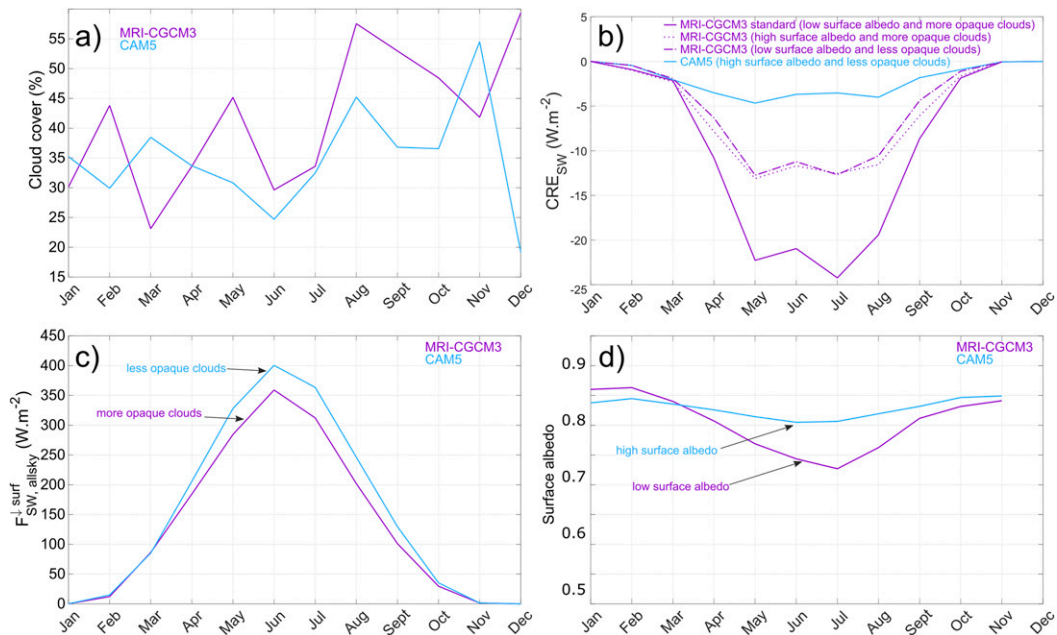 a)
MRI-CGCM3
CAM5
Cloud cover (%)
55
50
45
40
35
30
25
20
15
Jan Feb Mar Apr May Jun Jul Aug Sept Oct Nov Dec
b)
MRI-CGCM3 standard (low surface albedo and more opaque clouds)
MRI-CGCM3 (high surface albedo and more opaque clouds)
MRI-CGCM3 (low surface albedo and less opaque clouds)
CAM5 (high surface albedo and less opaque clouds)
CRE_SW (W.m⁻²)
0
-5
-10
-15
-20
-25
Jan Feb Mar Apr May Jun Jul Aug Sept Oct Nov Dec
c)
MRI-CGCM3
CAM5
less opaque clouds
more opaque clouds
F↓surf SW, allsky (W.m⁻²)
450
400
350
300
250
200
150
100
50
0
Jan Feb Mar Apr May Jun Jul Aug Sept Oct Nov Dec
d)
MRI-CGCM3
CAM5
high surface albedo
low surface albedo
Surface albedo
0.9
0.8
0.7
0.6
0.5
Jan Feb Mar Apr May Jun Jul Aug Sept Oct Nov Dec